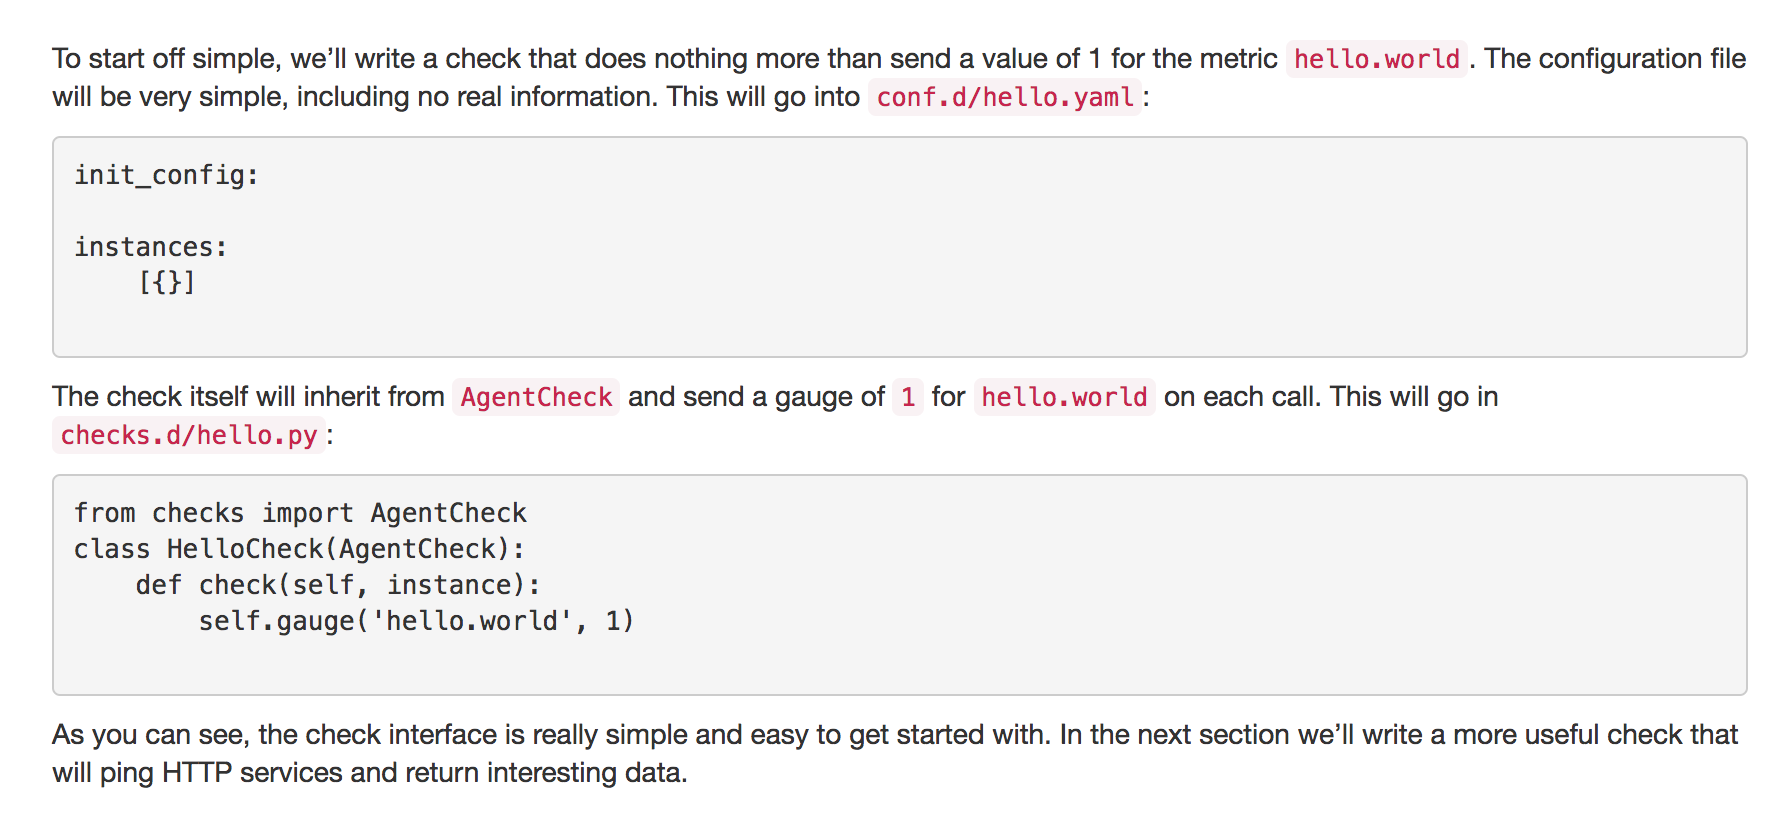 To start off simple, we’ll write a check that does nothing more than send a value of 1 for the metric hello.world. The configuration file
will be very simple, including no real information. This will go into conf.d/hello.yaml:
init_config:

instances:
    [{}]

The check itself will inherit from AgentCheck and send a gauge of 1 for hello.world on each call. This will go in
checks.d/hello.py:
from checks import AgentCheck
class HelloCheck(AgentCheck):
    def check(self, instance):
        self.gauge('hello.world', 1)

As you can see, the check interface is really simple and easy to get started with. In the next section we’ll write a more useful check that
will ping HTTP services and return interesting data.